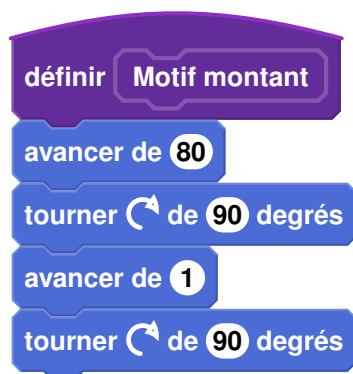 définir Motif montant
avancer de 80
tourner de 90 degrés
avancer de 1
tourner de 90 degrés